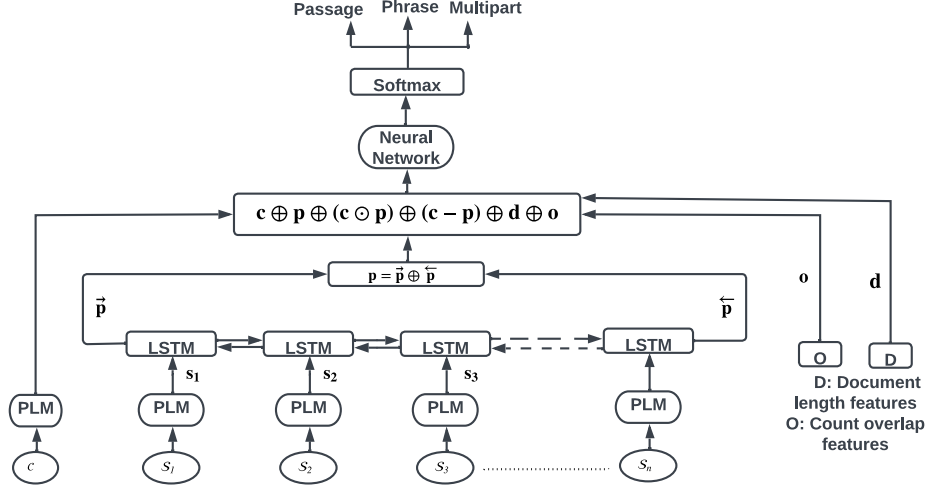 Passage Phrase Multipart
Softmax
Neural
Network
c ⊕ p ⊕ (c ⊙ p) ⊕ (c − p) ⊕ d ⊕ o
p = p⃗ ⊕ p⃖
p⃗
p⃖
o
d
LSTM LSTM LSTM LSTM
O D
s₁ s₂ s₃
PLM PLM PLM PLM PLM
D: Document
length features
O: Count overlap
features
c S₁ S₂ S₃ Sₙ